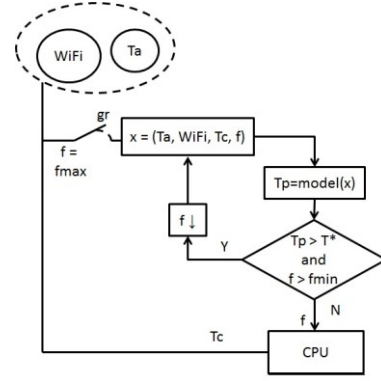 WiFi
Ta
gr
f =
fmax
x = (Ta, WiFi, Tc, f)
Tp=model(x)
f ↓
Y
Tp > T*
and
f > fmin
N
f
Tc
CPU